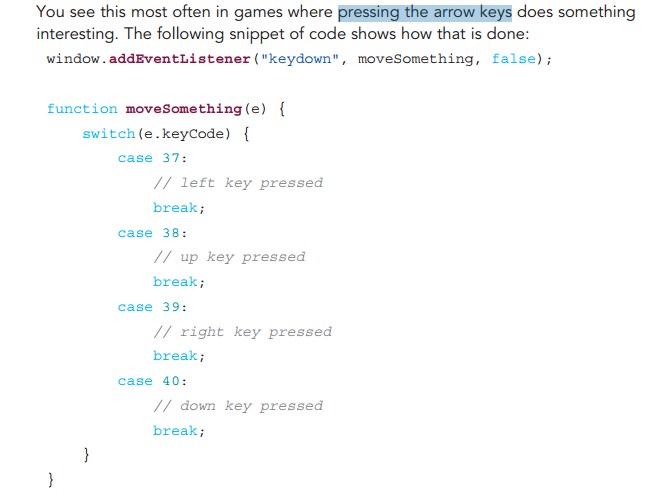 You see this most often in games where pressing the arrow keys does something
interesting. The following snippet of code shows how that is done:
window.addEventListener("keydown", moveSomething, false);
function moveSomething(e) {
    switch(e.keyCode) {
        case 37:
            // left key pressed
            break;
        case 38:
            // up key pressed
            break;
        case 39:
            // right key pressed
            break;
        case 40:
            // down key pressed
            break;
    }
}